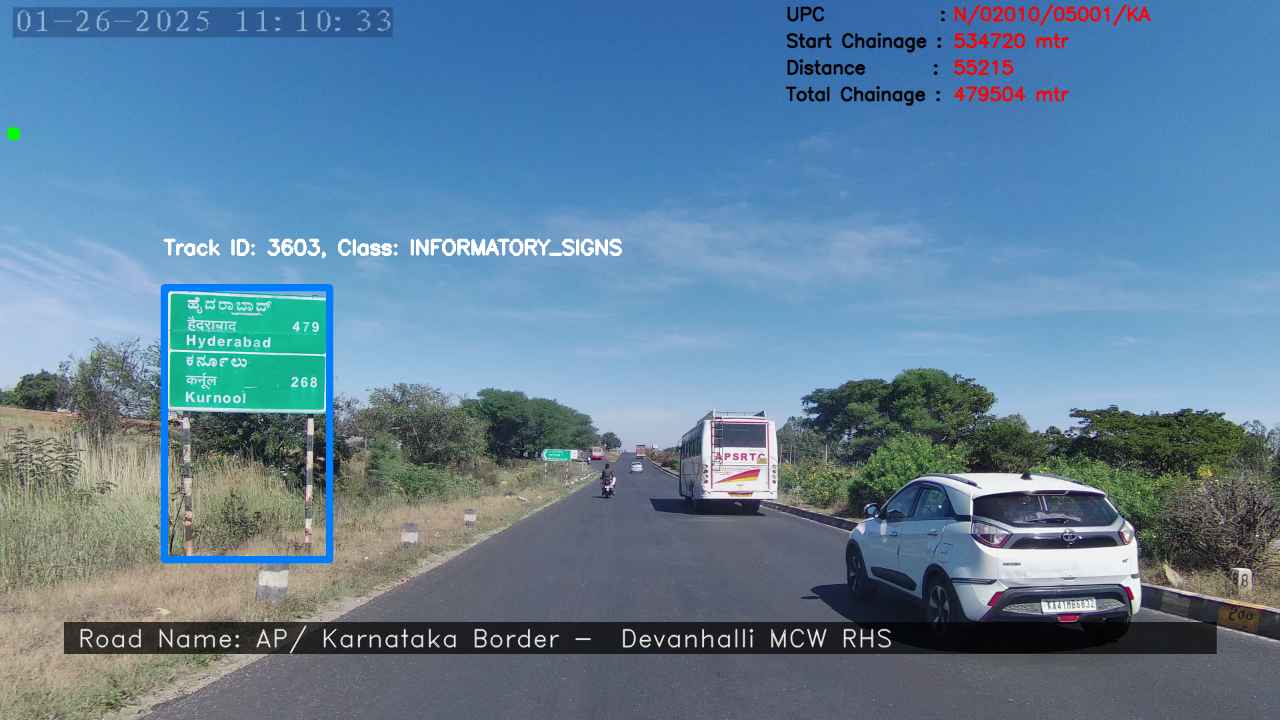 01-26-2025 11:10:33
UPC : N/02010/05001/KA
Start Chainage : 534720 mtr
Distance : 55215
Total Chainage : 479504 mtr
Track ID: 3603, Class: INFORMATORY_SIGNS
ಹೈದರಾಬಾದ್
हैदराबाद 479
Hyderabad
ಕರ್ನೂಲು
कर्नूल 268
Kurnool
APSRTC
8
Road Name: AP/ Karnataka Border - Devanhalli MCW RHS